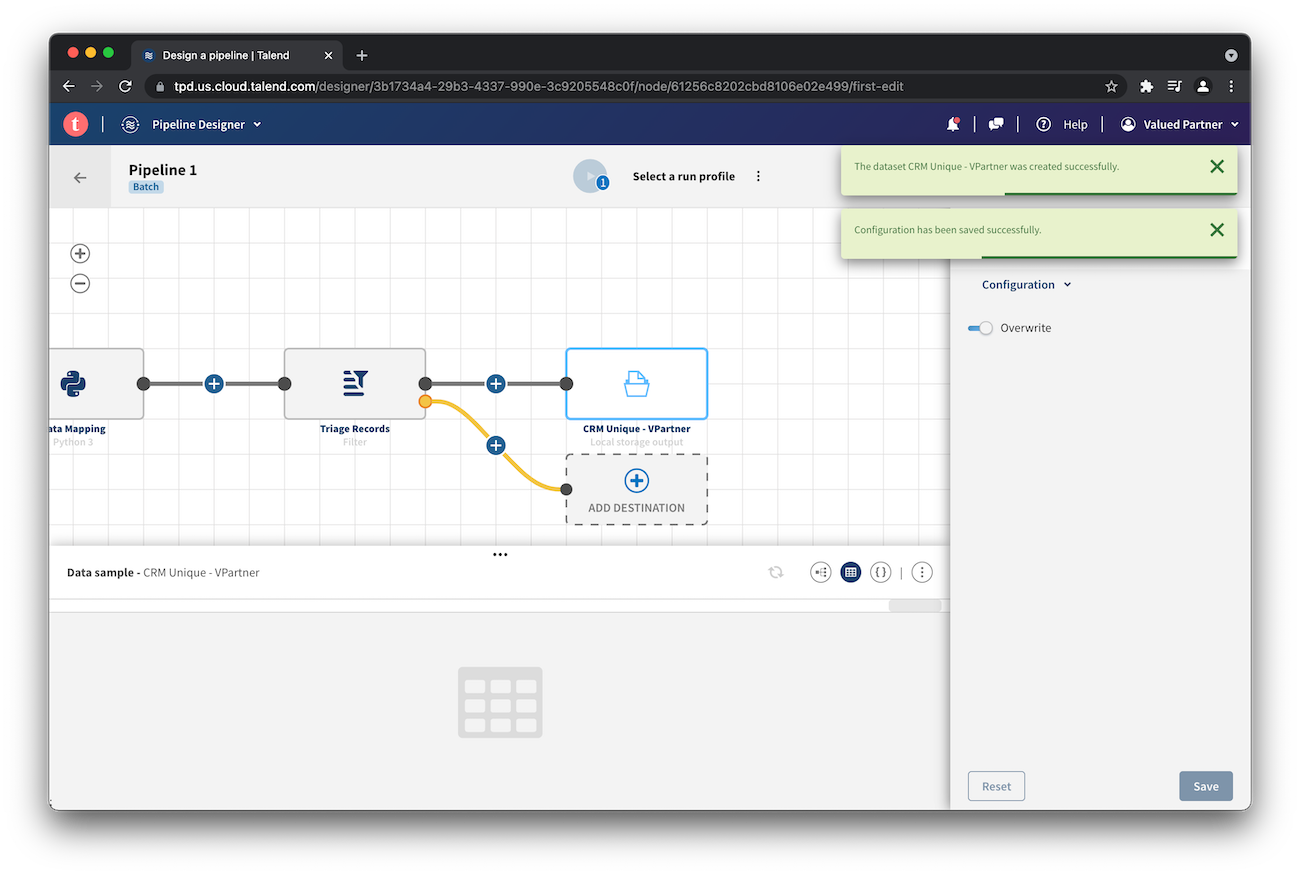 Design a pipeline | Talend
tpd.us.cloud.talend.com/designer/3b1734a4-29b3-4337-990e-3c9205548c0f/node/61256c8202cbd8106e02e499/first-edit
t
Pipeline Designer
Help
Valued Partner
Pipeline 1
Batch
1
Select a run profile
The dataset CRM Unique - VPartner was created successfully.
Configuration has been saved successfully.
Configuration
Overwrite
ata Mapping
Python 3
Triage Records
Filter
CRM Unique - VPartner
Local storage output
ADD DESTINATION
Data sample - CRM Unique - VPartner
Reset
Save